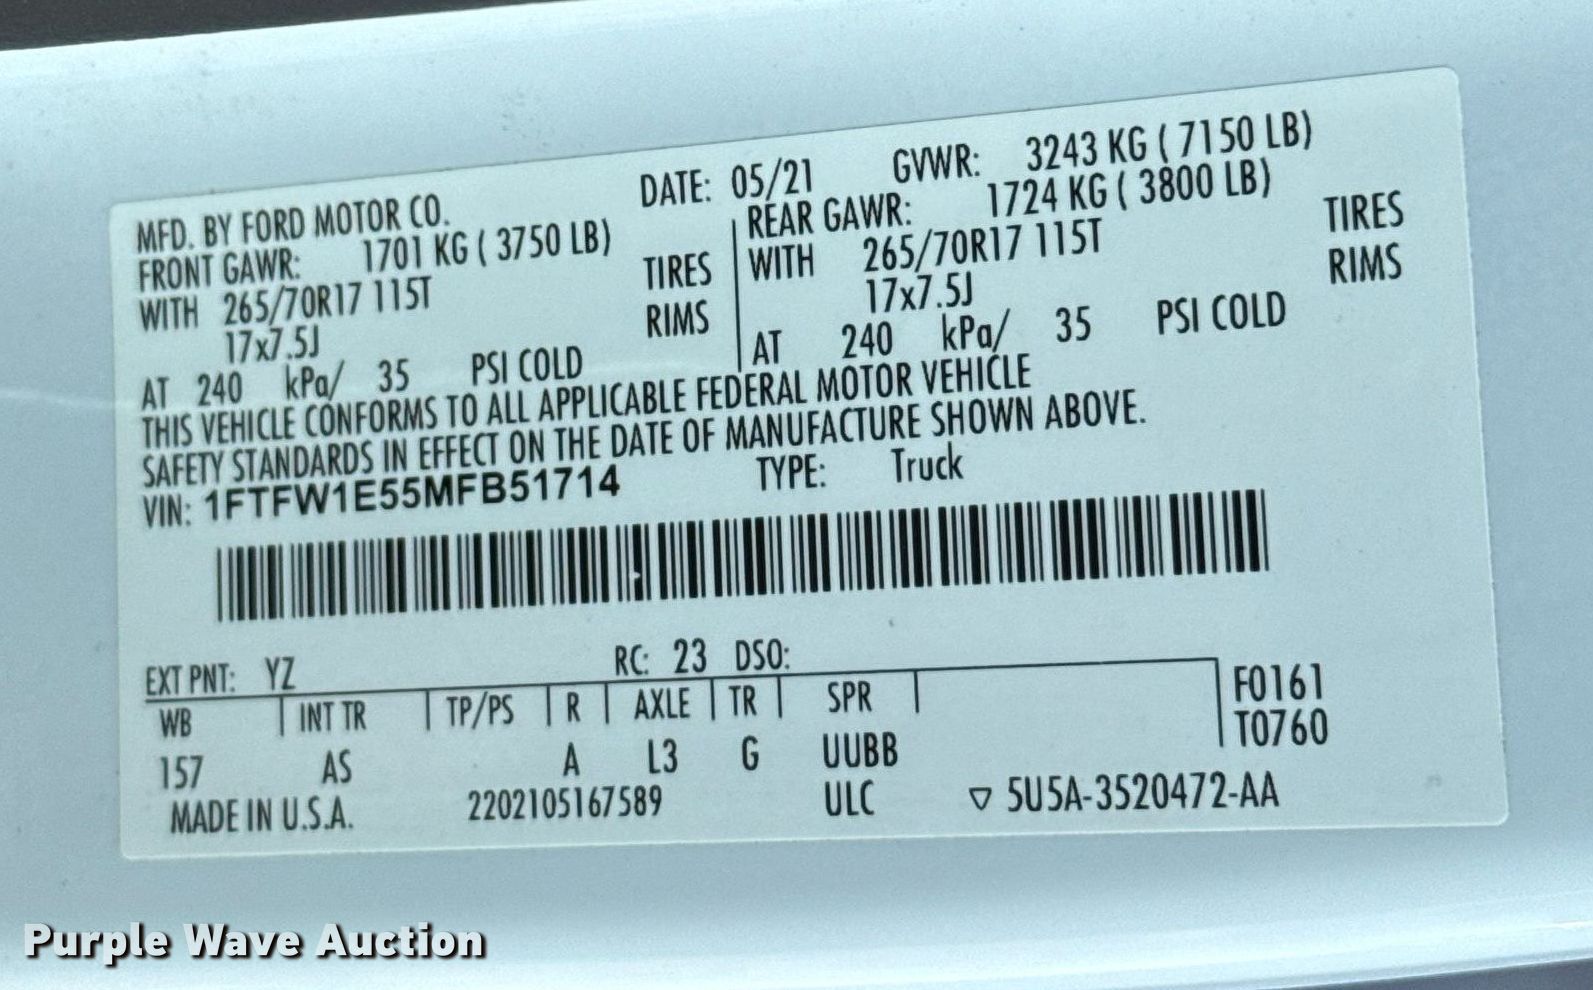 MFD. BY FORD MOTOR CO. DATE: 05/21 GVWR: 3243 KG ( 7150 LB)
FRONT GAWR: 1701 KG ( 3750 LB) REAR GAWR: 1724 KG ( 3800 LB)
WITH 265/70R17 115T TIRES WITH 265/70R17 115T TIRES
17x7.5J RIMS 17x7.5J RIMS
AT 240 kPa/ 35 PSI COLD AT 240 kPa/ 35 PSI COLD
THIS VEHICLE CONFORMS TO ALL APPLICABLE FEDERAL MOTOR VEHICLE
SAFETY STANDARDS IN EFFECT ON THE DATE OF MANUFACTURE SHOWN ABOVE.
VIN: 1FTFW1E55MFB51714 TYPE: Truck
EXT PNT: YZ RC: 23 DSO:
WB INT TR TP/PS R AXLE TR SPR F0161
T0760
157 AS A L3 G UUBB
MADE IN U.S.A. 2202105167589 ULC ▽ 5U5A-3520472-AA
Purple Wave Auction